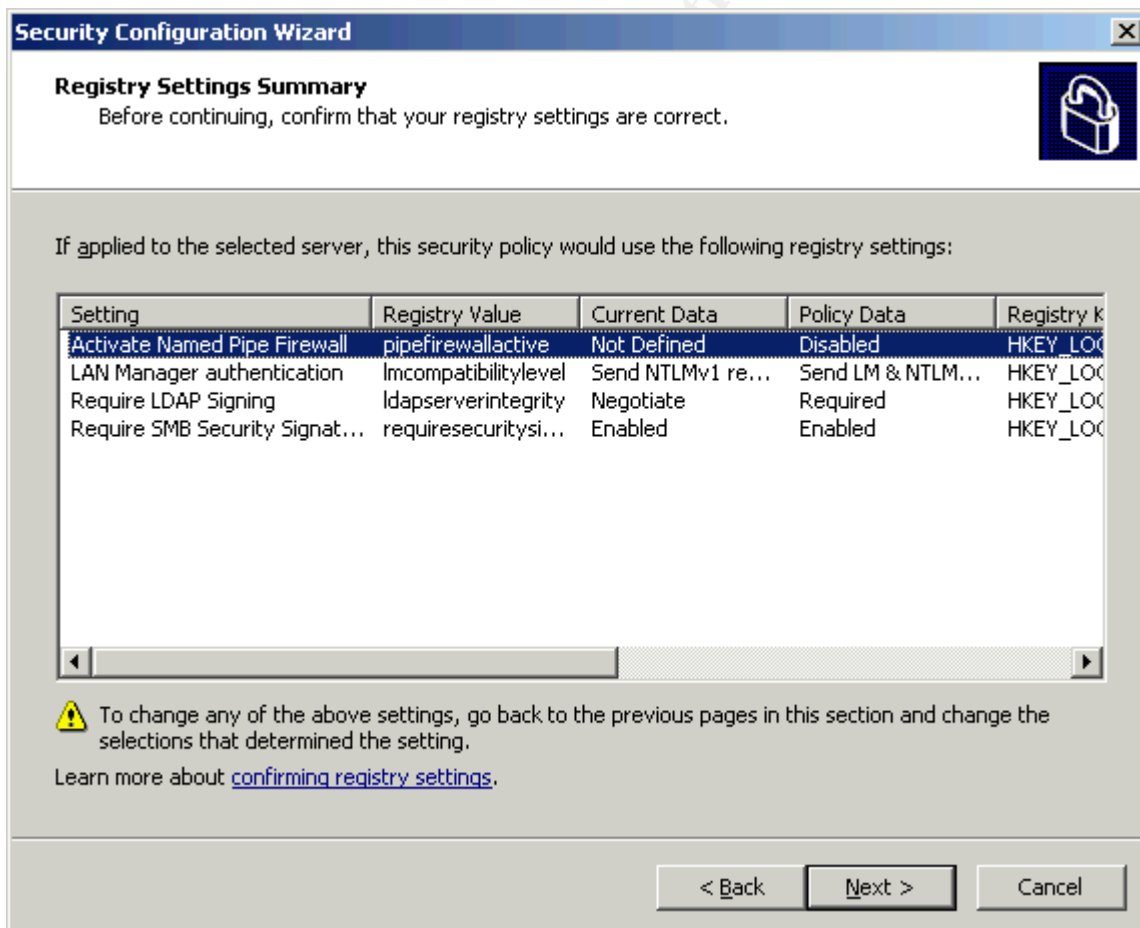 Security Configuration Wizard
Registry Settings Summary
Before continuing, confirm that your registry settings are correct.
If applied to the selected server, this security policy would use the following registry settings:
Setting Registry Value Current Data Policy Data Registry K
Activate Named Pipe Firewall pipefirewallactive Not Defined Disabled HKEY_LOC
LAN Manager authentication lmcompatibilitylevel Send NTLMv1 re... Send LM & NTLM... HKEY_LOC
Require LDAP Signing ldapserverintegrity Negotiate Required HKEY_LOC
Require SMB Security Signat... requiresecuritysi... Enabled Enabled HKEY_LOC
To change any of the above settings, go back to the previous pages in this section and change the
selections that determined the setting.
Learn more about confirming registry settings.
< Back Next > Cancel